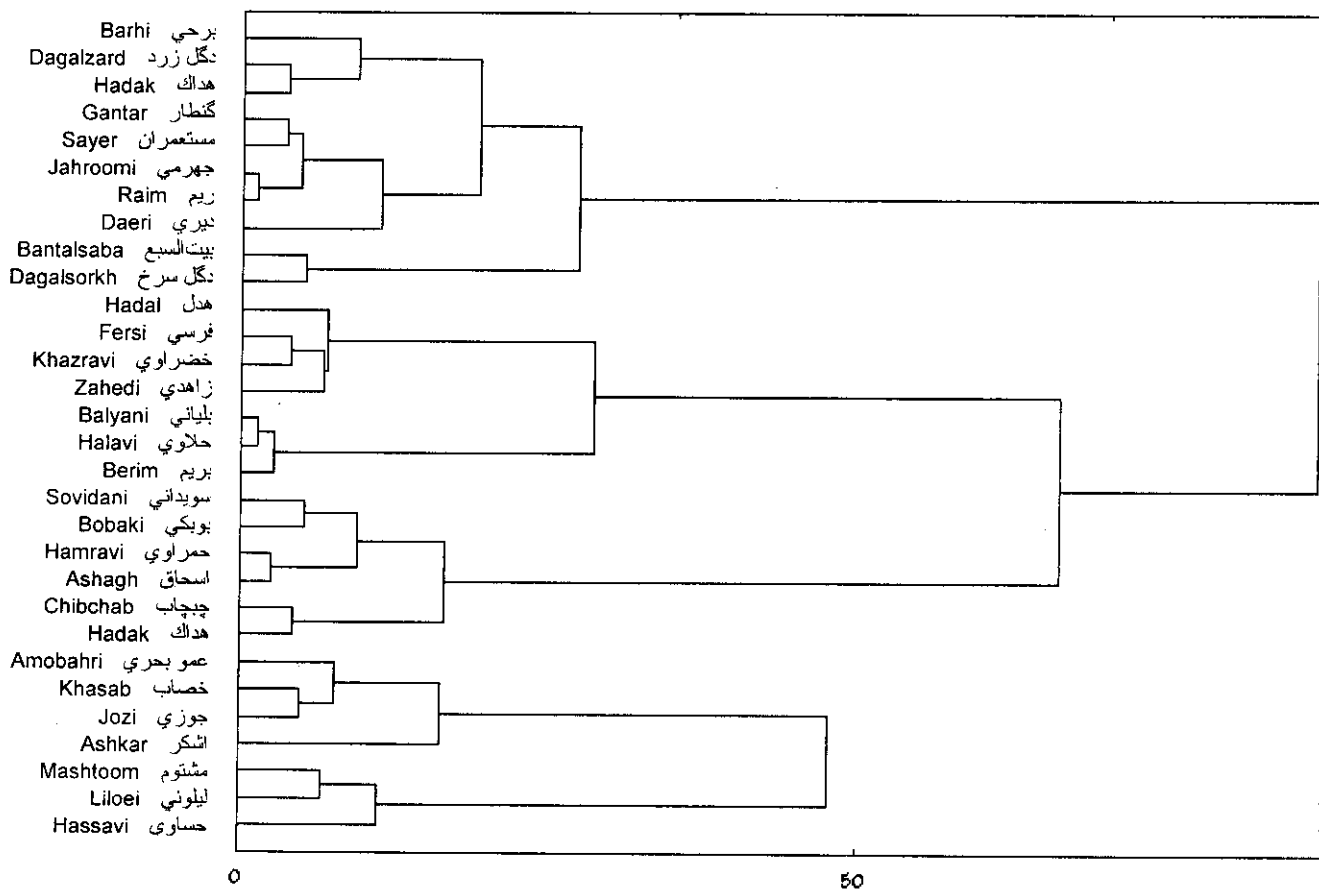 Barhi برحي
Dagalzard دگل زرد
Hadak هداك
Gantar گنطار
Sayer مستعمران
Jahroomi جهرمي
Raim ريم
Daeri ديري
Bantalsaba بيت‌السبع
Dagalsorkh دگل سرخ
Hadal هدل
Fersi فرسي
Khazravi خضراوي
Zahedi زاهدي
Balyani بلياني
Halavi حلاوي
Berim بريم
Sovidani سويداني
Bobaki بوبكي
Hamravi حمراوي
Ashagh اسحاق
Chibchab چبچاب
Hadak هداك
Amobahri عمو بحري
Khasab خصاب
Jozi جوزي
Ashkar اشكر
Mashtoom مشتوم
Liloei ليلوئي
Hassavi حساوي
0 50